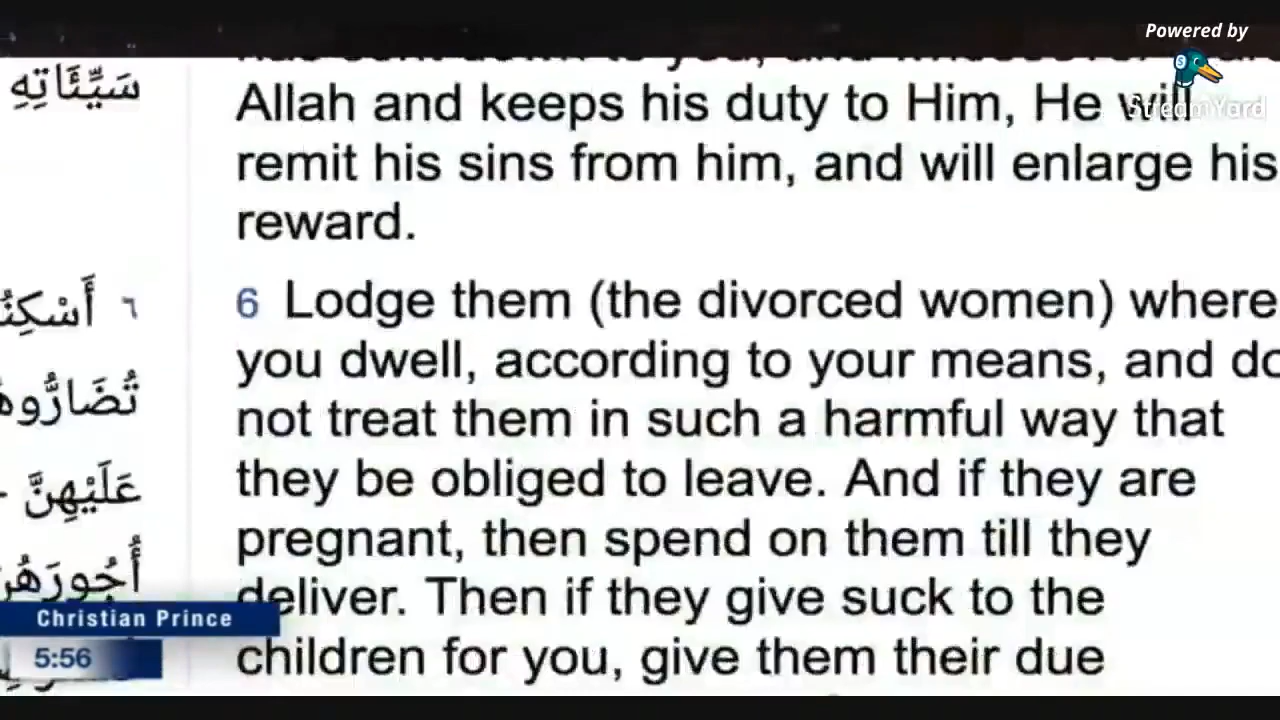 Powered by
StreamYard
سَيِّئَاتِهِ
Allah and keeps his duty to Him, He will
remit his sins from him, and will enlarge his
reward.
٦
6 Lodge them (the divorced women) where
you dwell, according to your means, and do
not treat them in such a harmful way that
عَلَيْهِنَّ
they be obliged to leave. And if they are
pregnant, then spend on them till they
deliver. Then if they give suck to the
children for you, give them their due
Christian Prince
5:56